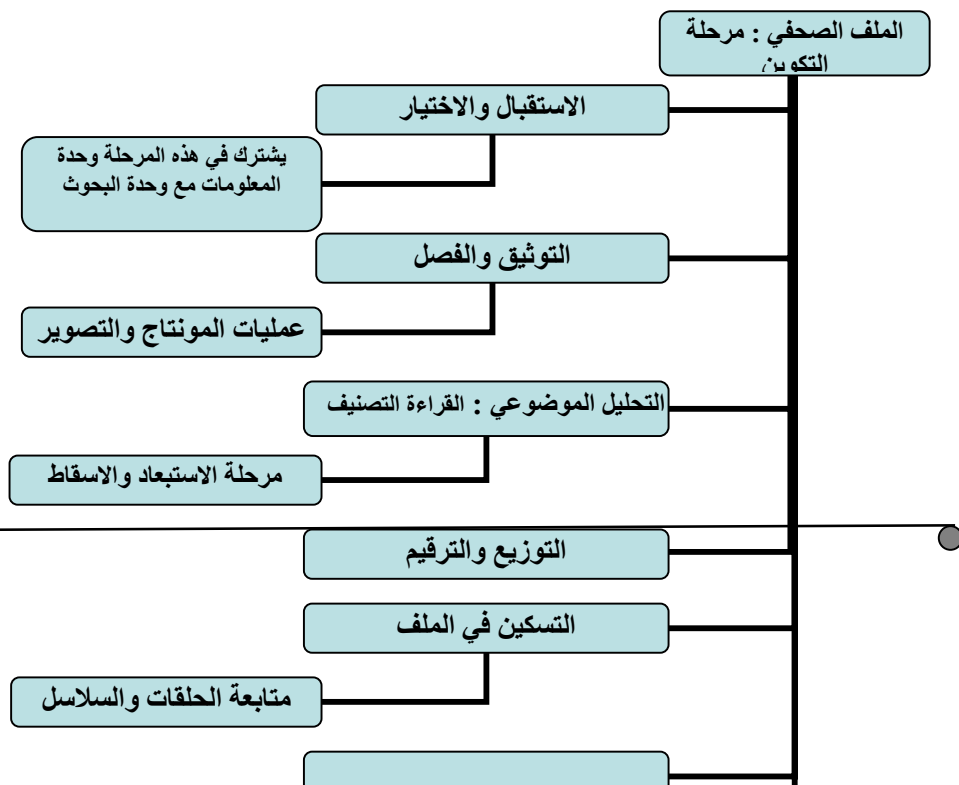 الملف الصحفي : مرحلة
التكوين
الاستقبال والاختيار
يشترك في هذه المرحلة وحدة
المعلومات مع وحدة البحوث
التوثيق والفصل
عمليات المونتاج والتصوير
التحليل الموضوعي : القراءة التصنيف
مرحلة الاستبعاد والاسقاط
التوزيع والترقيم
التسكين في الملف
متابعة الحلقات والسلاسل